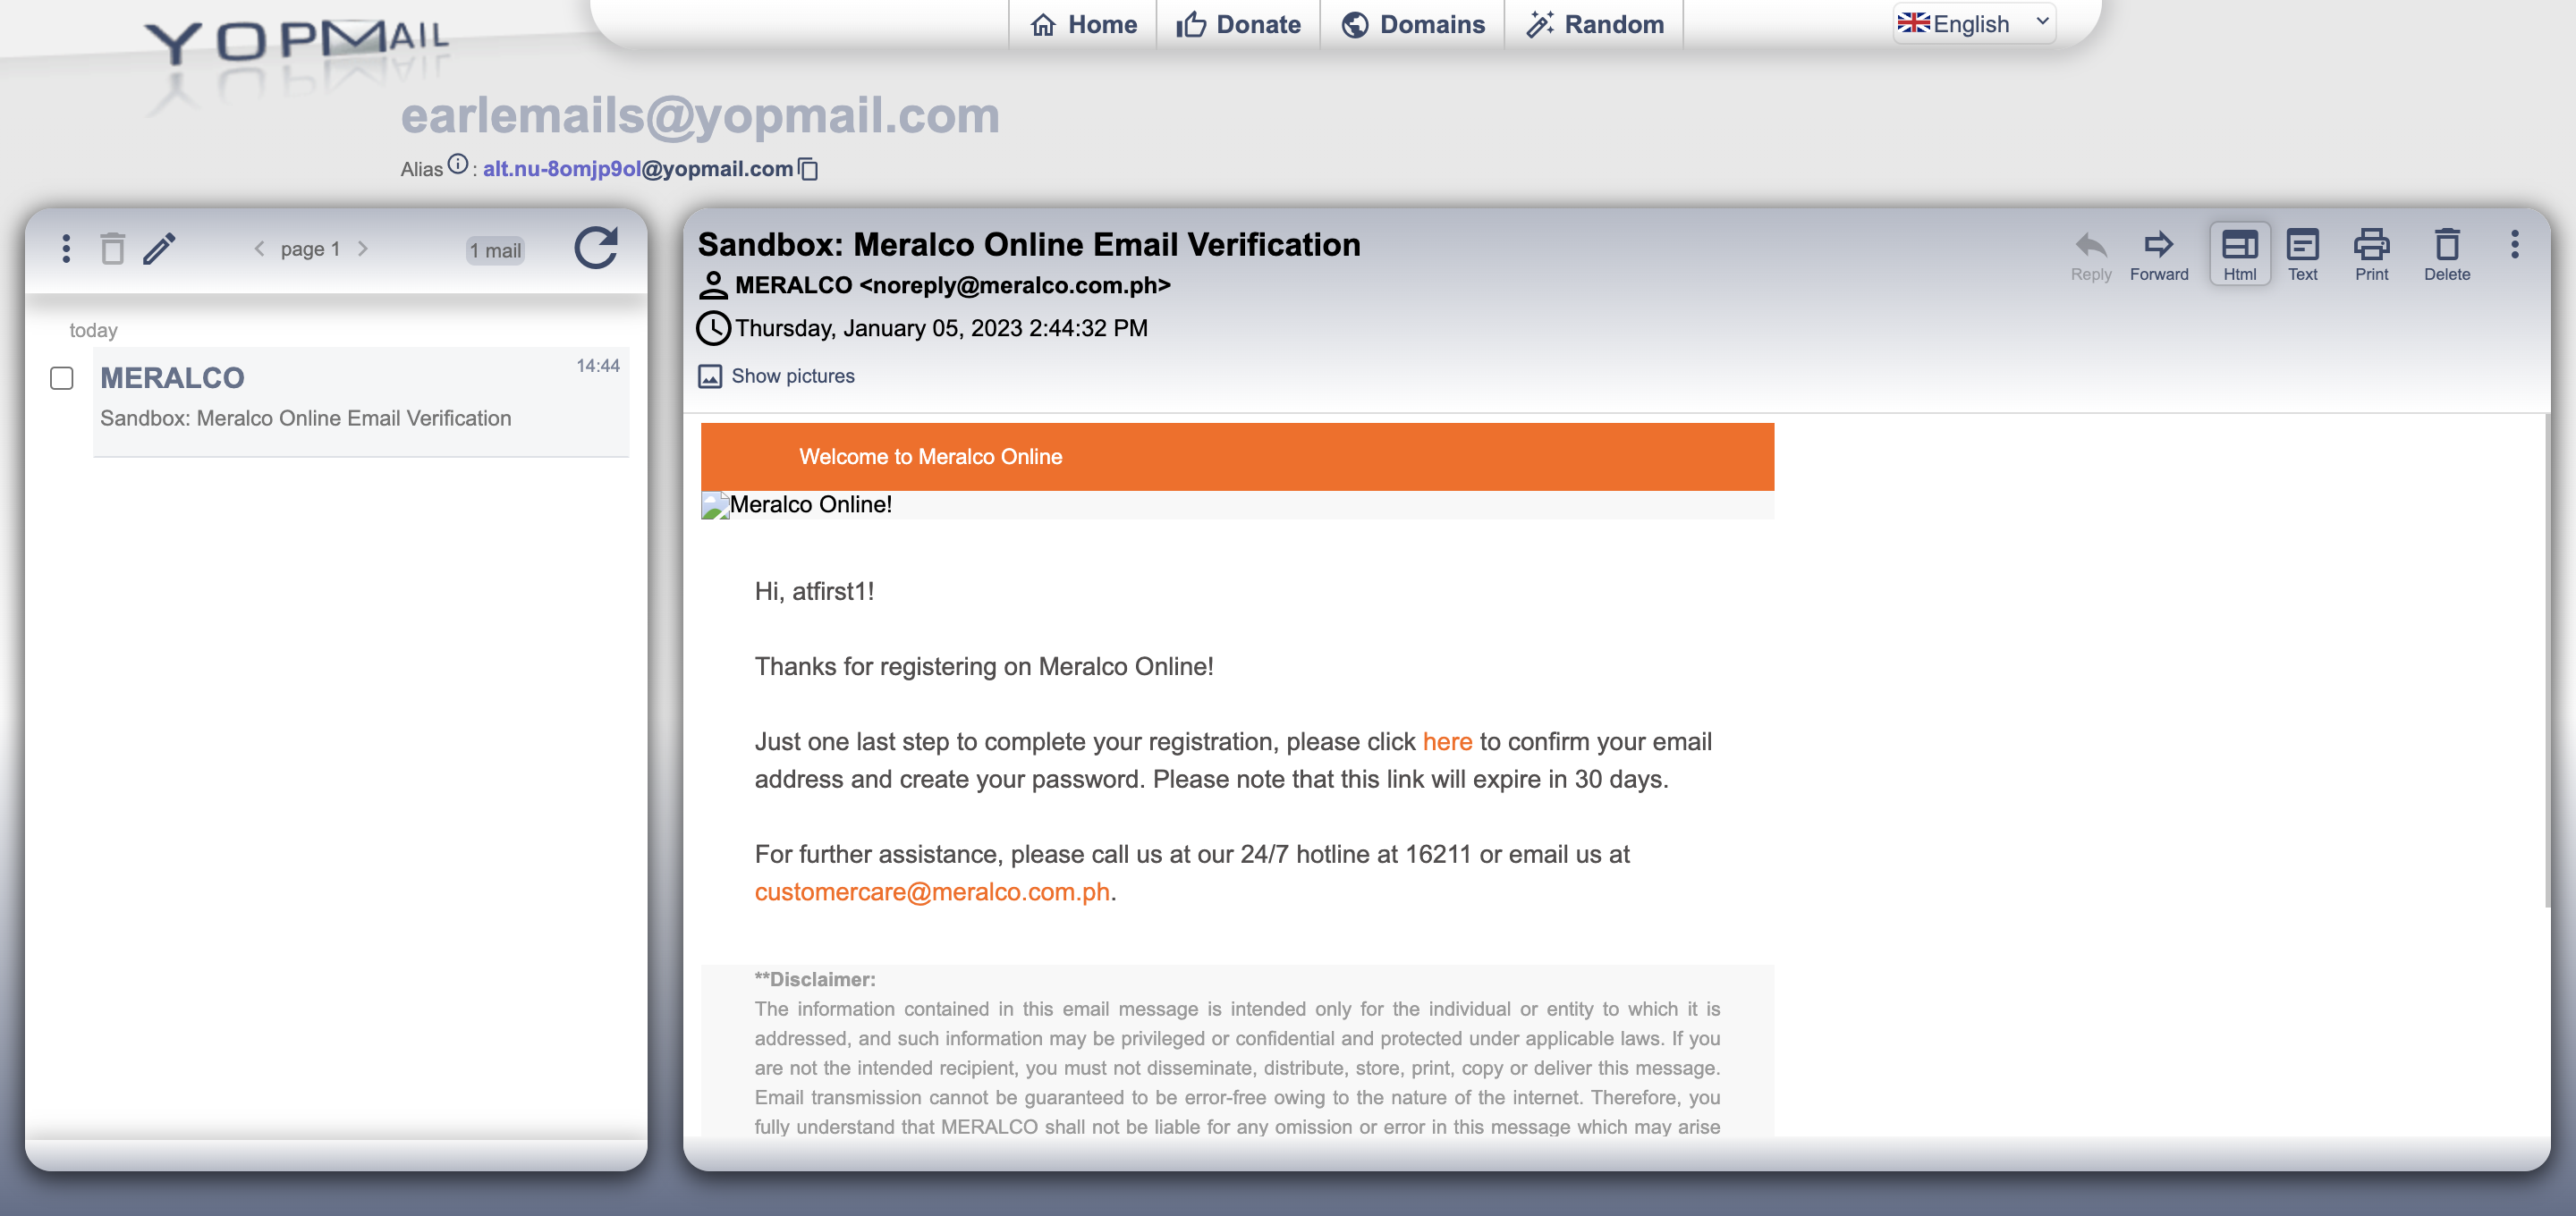 YOPMAIL
Home
Donate
Domains
Random
English
earlemails@yopmail.com
Alias : alt.nu-8omjp9ol@yopmail.com
page 1
1 mail
today
MERALCO
14:44
Sandbox: Meralco Online Email Verification
Sandbox: Meralco Online Email Verification
MERALCO <noreply@meralco.com.ph>
Thursday, January 05, 2023 2:44:32 PM
Show pictures
Reply
Forward
Html
Text
Print
Delete
Welcome to Meralco Online
Meralco Online!
Hi, atfirst1!
Thanks for registering on Meralco Online!
Just one last step to complete your registration, please click here to confirm your email
address and create your password. Please note that this link will expire in 30 days.
For further assistance, please call us at our 24/7 hotline at 16211 or email us at
customercare@meralco.com.ph.
**Disclaimer:
The information contained in this email message is intended only for the individual or entity to which it is
addressed, and such information may be privileged or confidential and protected under applicable laws. If you
are not the intended recipient, you must not disseminate, distribute, store, print, copy or deliver this message.
Email transmission cannot be guaranteed to be error-free owing to the nature of the internet. Therefore, you
fully understand that MERALCO shall not be liable for any omission or error in this message which may arise